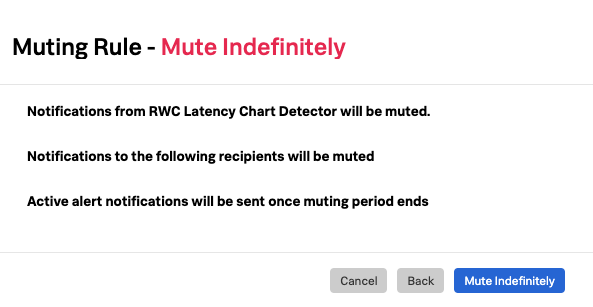 Muting Rule - Mute Indefinitely
Notifications from RWC Latency Chart Detector will be muted.
Notifications to the following recipients will be muted
Active alert notifications will be sent once muting period ends
Cancel Back Mute Indefinitely